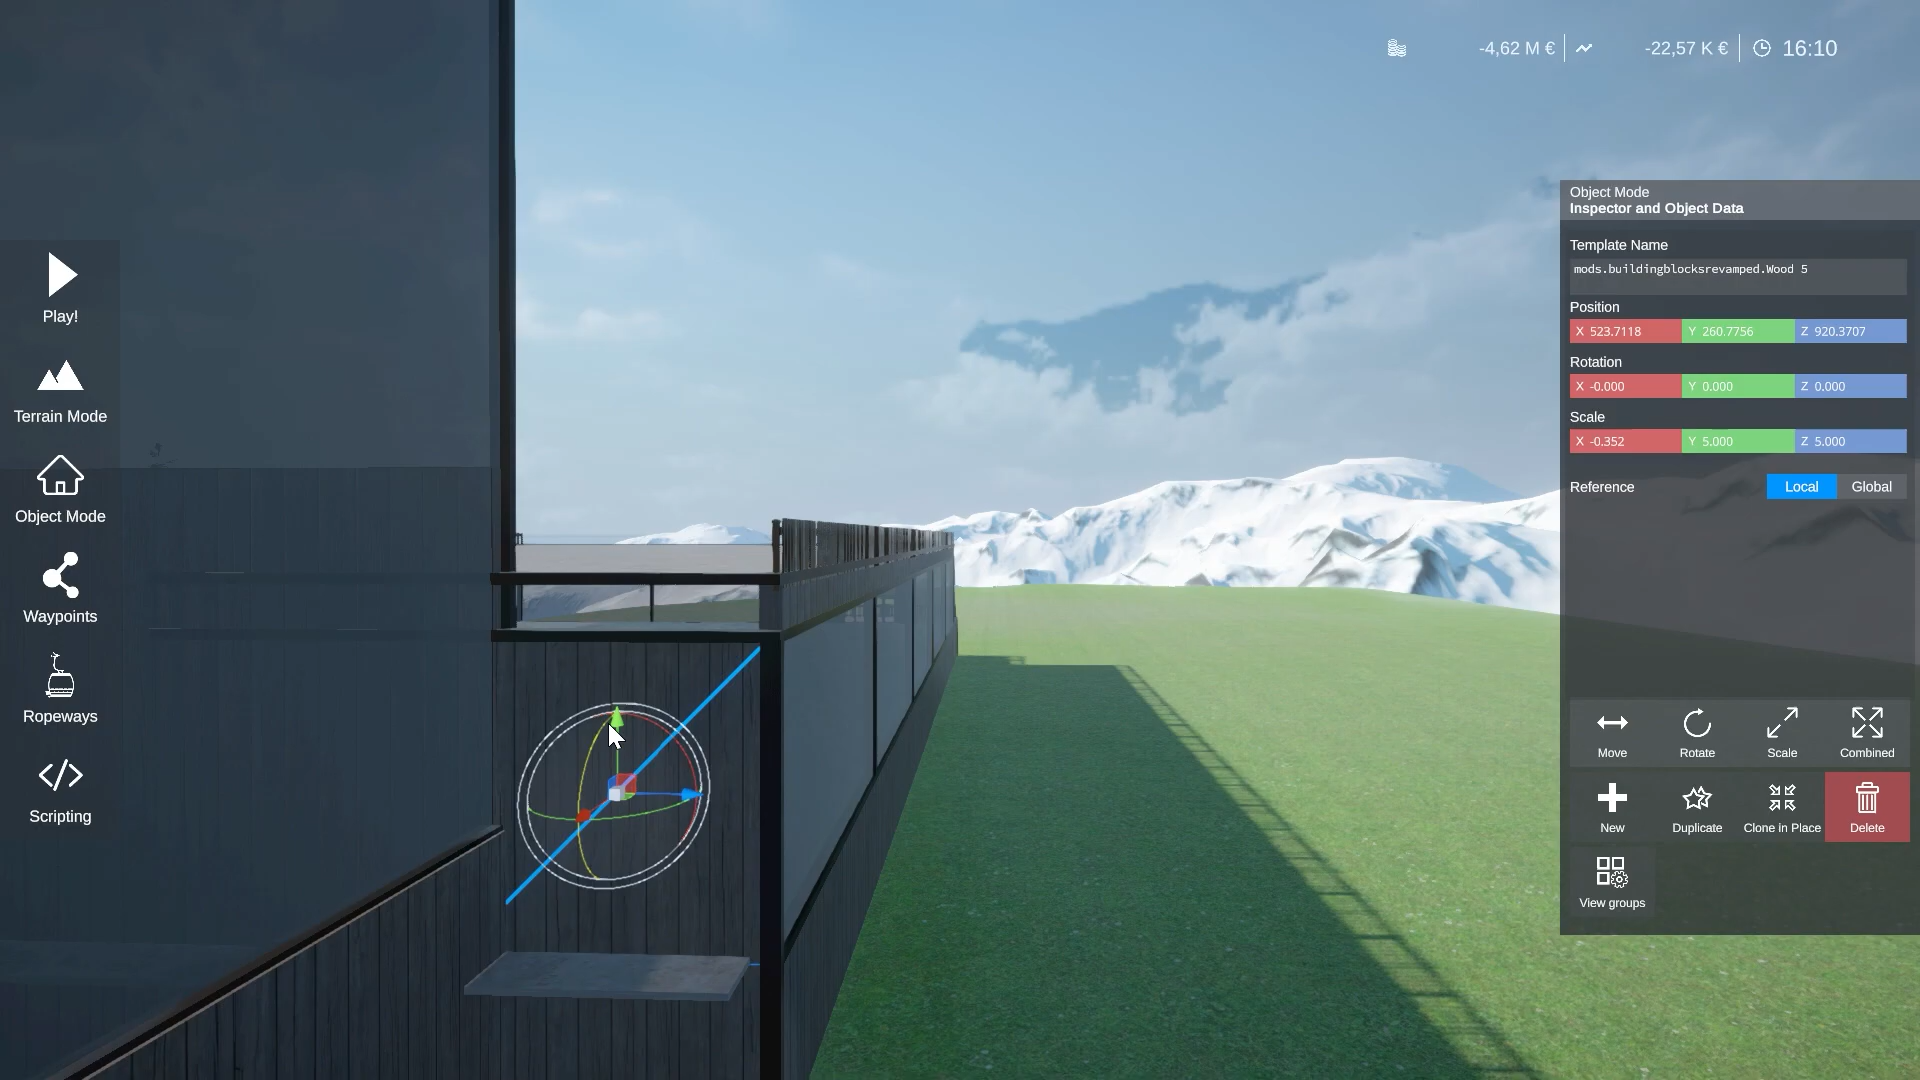 -4,62 M €
-22,57 K €
16:10
Play!
Terrain Mode
Object Mode
Waypoints
Ropeways
Scripting
Object Mode
Inspector and Object Data
Template Name
mods.buildingblocksrevamped.Wood 5
Position
X 523.7118 Y 260.7756 Z 920.3707
Rotation
X -0.000 Y 0.000 Z 0.000
Scale
X -0.352 Y 5.000 Z 5.000
Reference Local Global
Move Rotate Scale Combined
New Duplicate Clone in Place Delete
View groups